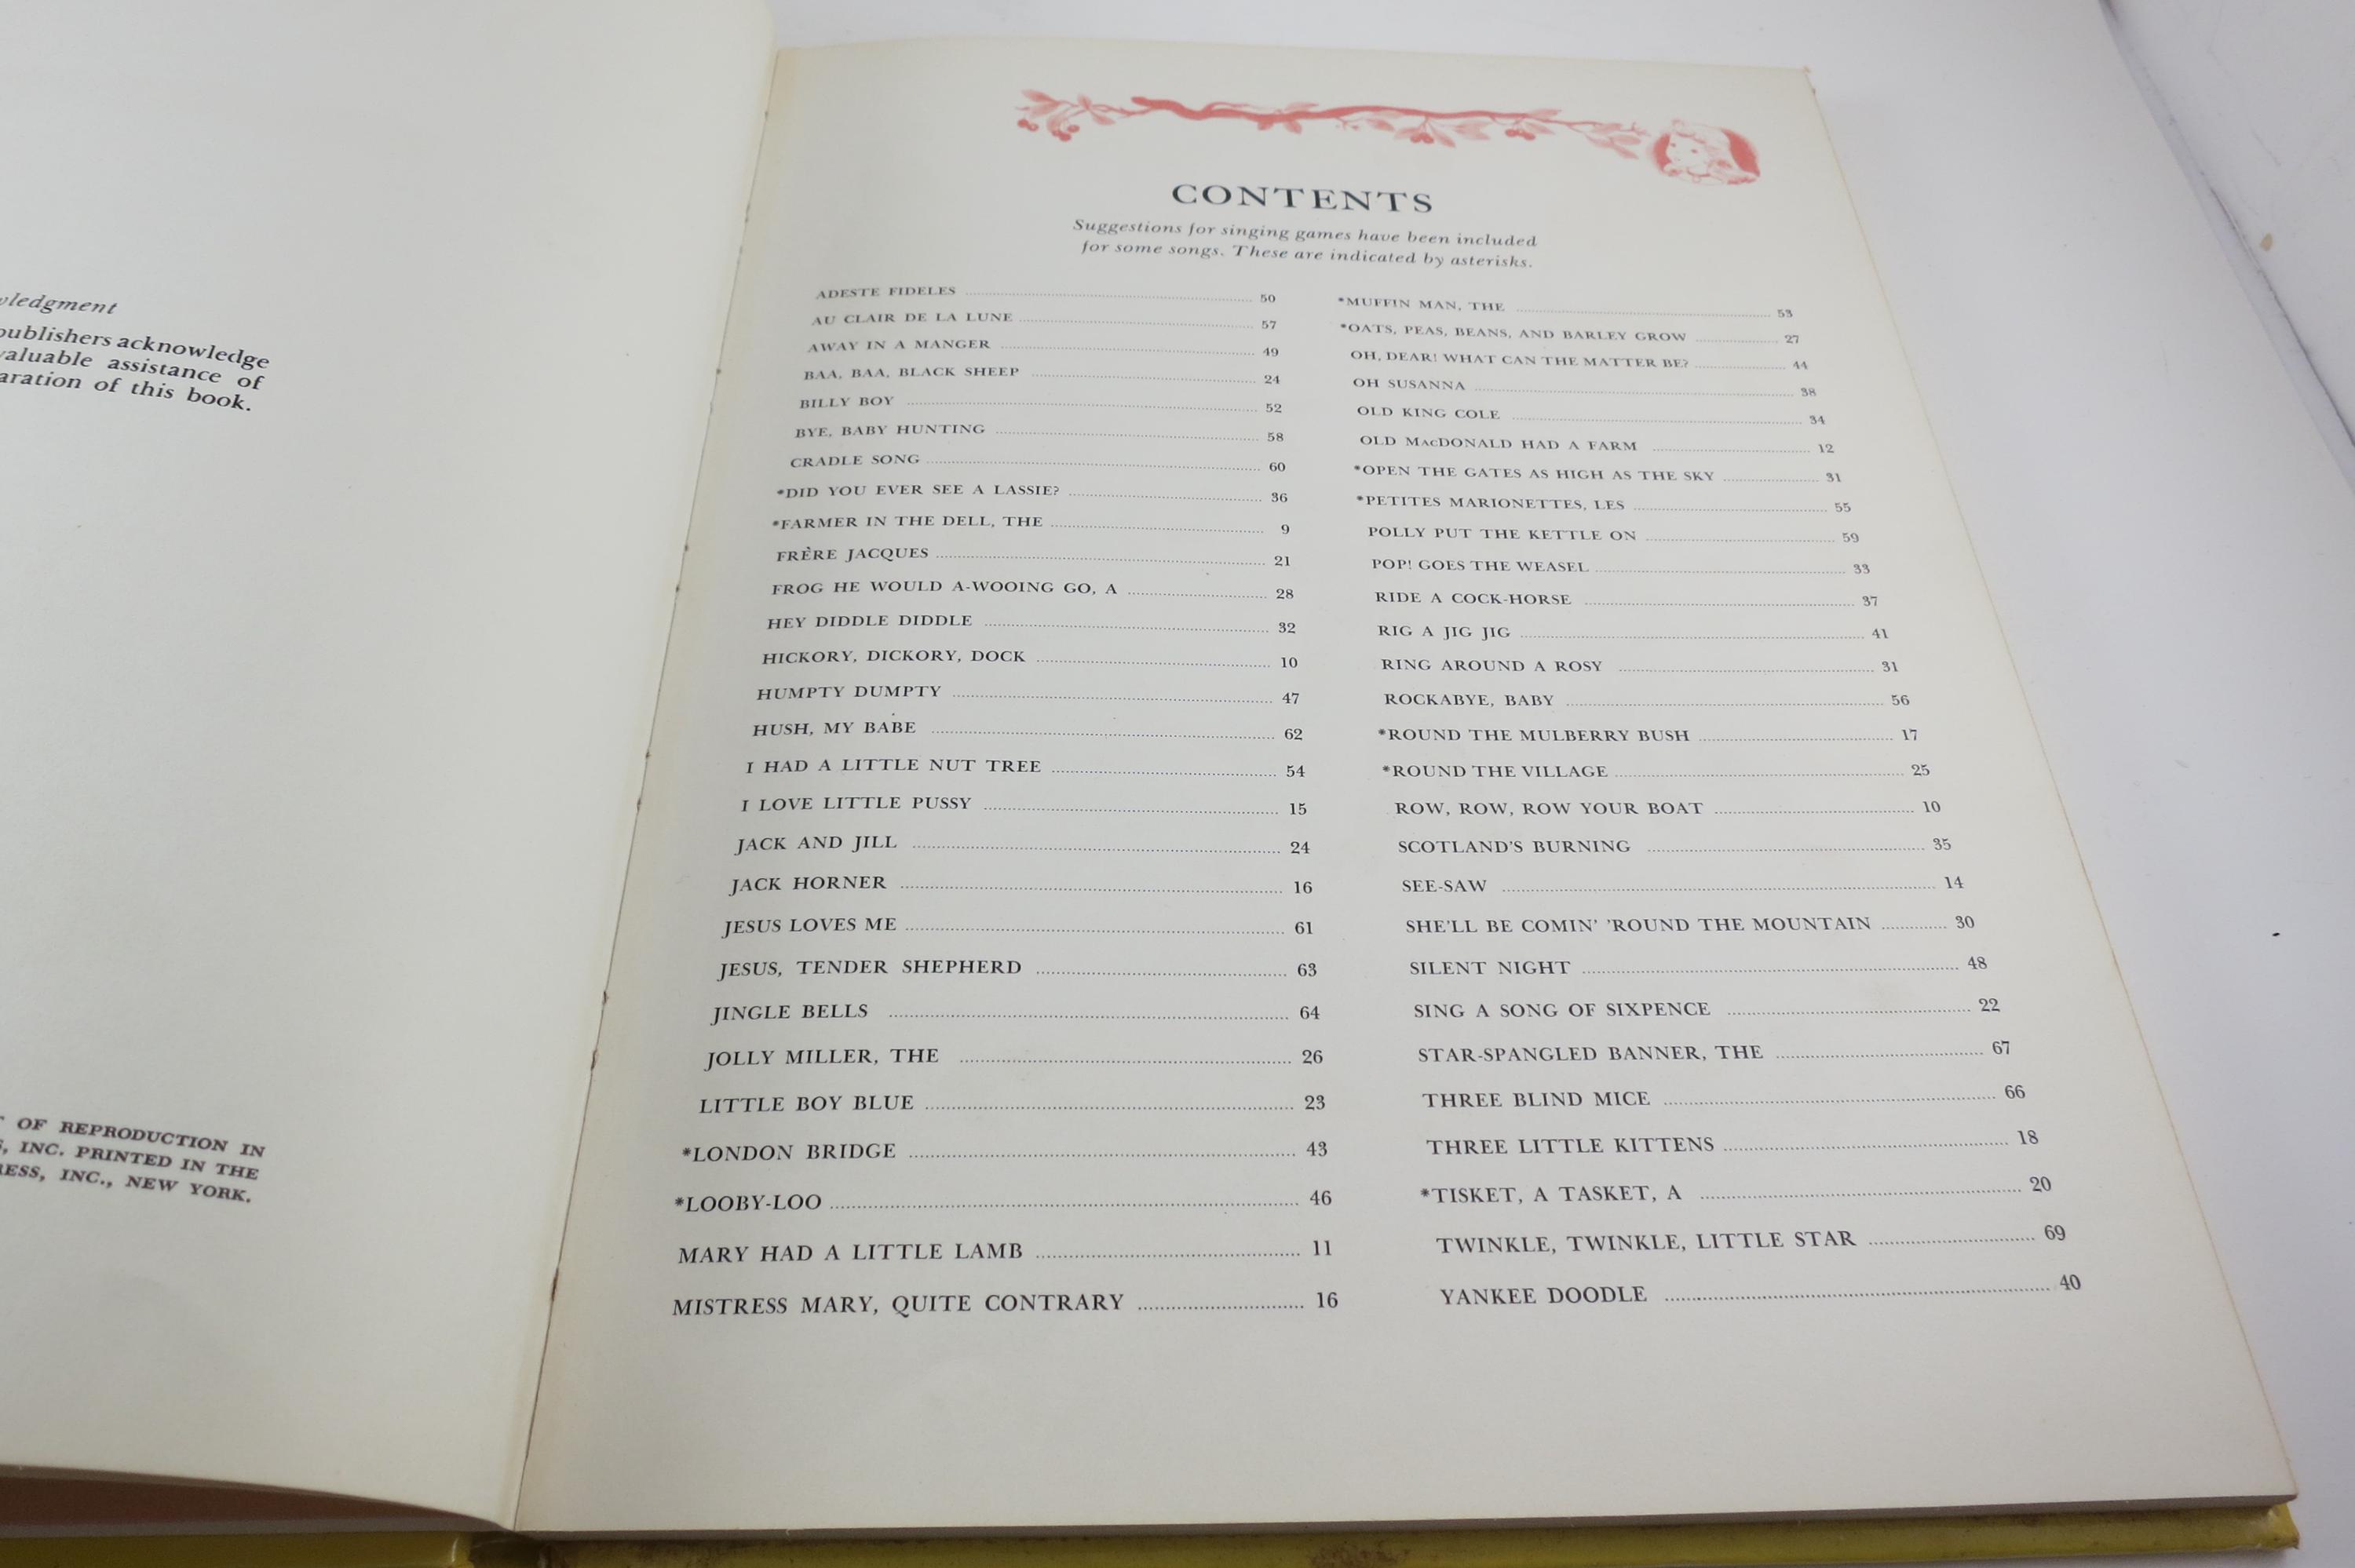 wledgment
publishers acknowledge
valuable assistance of
aration of this book.
OF REPRODUCTION IN
, INC. PRINTED IN THE
RESS, INC., NEW YORK.
CONTENTS
Suggestions for singing games have been included
for some songs. These are indicated by asterisks.
ADESTE FIDELES 50
AU CLAIR DE LA LUNE 57
AWAY IN A MANGER 49
BAA, BAA, BLACK SHEEP 24
BILLY BOY 52
BYE, BABY HUNTING 58
CRADLE SONG 60
*DID YOU EVER SEE A LASSIE? 36
*FARMER IN THE DELL, THE 9
FRÈRE JACQUES 21
FROG HE WOULD A-WOOING GO, A 28
HEY DIDDLE DIDDLE 32
HICKORY, DICKORY, DOCK 10
HUMPTY DUMPTY 47
HUSH, MY BABE 62
I HAD A LITTLE NUT TREE 54
I LOVE LITTLE PUSSY 15
JACK AND JILL 24
JACK HORNER 16
JESUS LOVES ME 61
JESUS, TENDER SHEPHERD 63
JINGLE BELLS 64
JOLLY MILLER, THE 26
LITTLE BOY BLUE 23
*LONDON BRIDGE 43
*LOOBY-LOO 46
MARY HAD A LITTLE LAMB 11
MISTRESS MARY, QUITE CONTRARY 16
*MUFFIN MAN, THE 53
*OATS, PEAS, BEANS, AND BARLEY GROW 27
OH, DEAR! WHAT CAN THE MATTER BE? 44
OH SUSANNA 38
OLD KING COLE 34
OLD MacDONALD HAD A FARM 12
*OPEN THE GATES AS HIGH AS THE SKY 31
*PETITES MARIONETTES, LES 55
POLLY PUT THE KETTLE ON 59
POP! GOES THE WEASEL 33
RIDE A COCK-HORSE 37
RIG A JIG JIG 41
RING AROUND A ROSY 31
ROCKABYE, BABY 56
*ROUND THE MULBERRY BUSH 17
*ROUND THE VILLAGE 25
ROW, ROW, ROW YOUR BOAT 10
SCOTLAND'S BURNING 35
SEE-SAW 14
SHE'LL BE COMIN' 'ROUND THE MOUNTAIN 30
SILENT NIGHT 48
SING A SONG OF SIXPENCE 22
STAR-SPANGLED BANNER, THE 67
THREE BLIND MICE 66
THREE LITTLE KITTENS 18
*TISKET, A TASKET, A 20
TWINKLE, TWINKLE, LITTLE STAR 69
YANKEE DOODLE 40